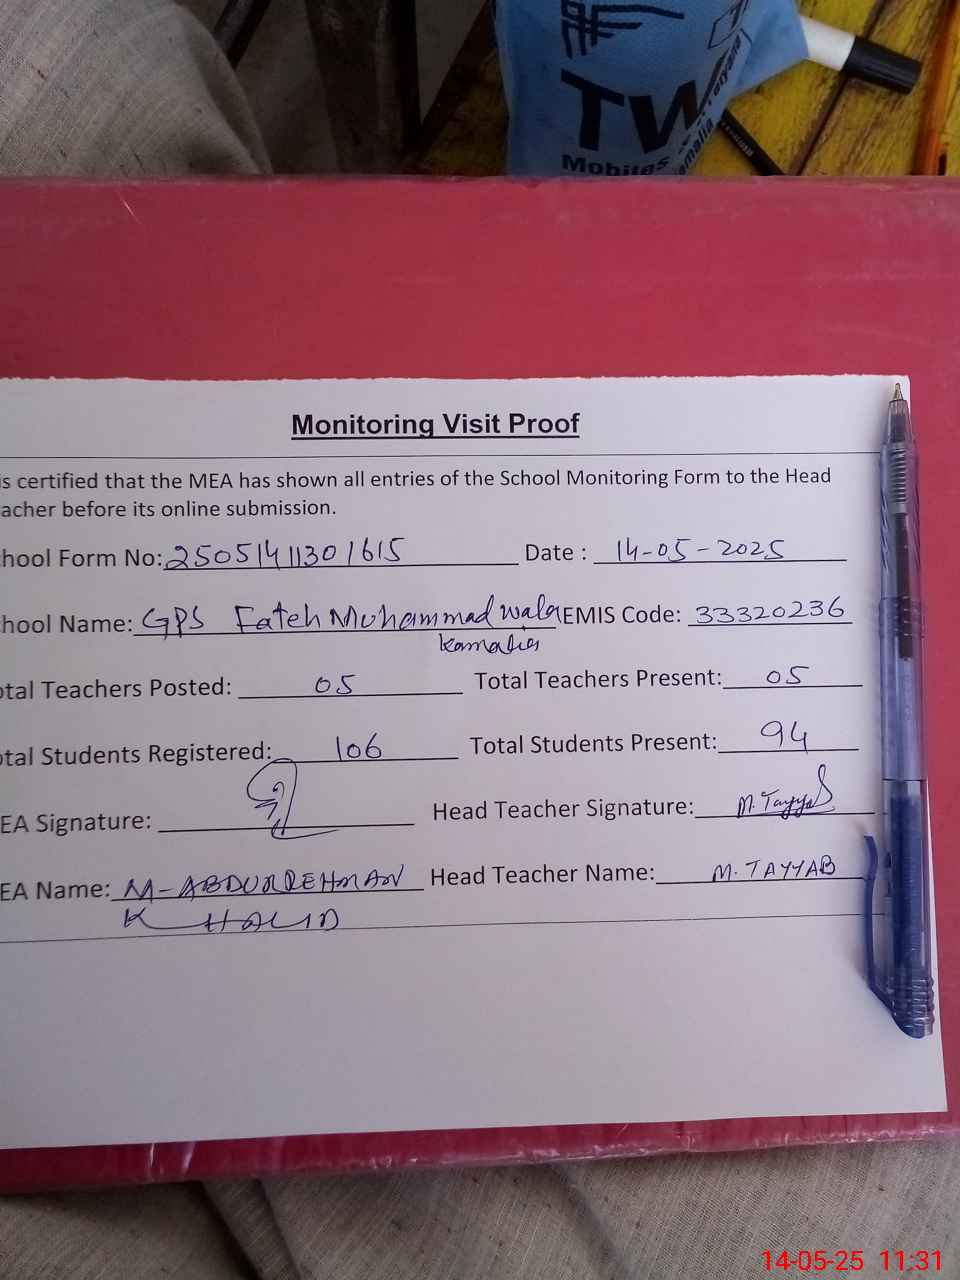 TW
Mobiles
Monitoring Visit Proof
is certified that the MEA has shown all entries of the School Monitoring Form to the Head
acher before its online submission.
hool Form No: 25051411301615 Date : 14-05-2025
hool Name: GPS Fateh Muhammad wala EMIS Code: 33320236
kamalia
otal Teachers Posted: 05 Total Teachers Present: 05
otal Students Registered: 106 Total Students Present: 94
EA Signature: Head Teacher Signature: M. Tayyab
EA Name: M-ABDURREHMAN Head Teacher Name: M. TAYYAB
KHALID
14-05-25 11:31